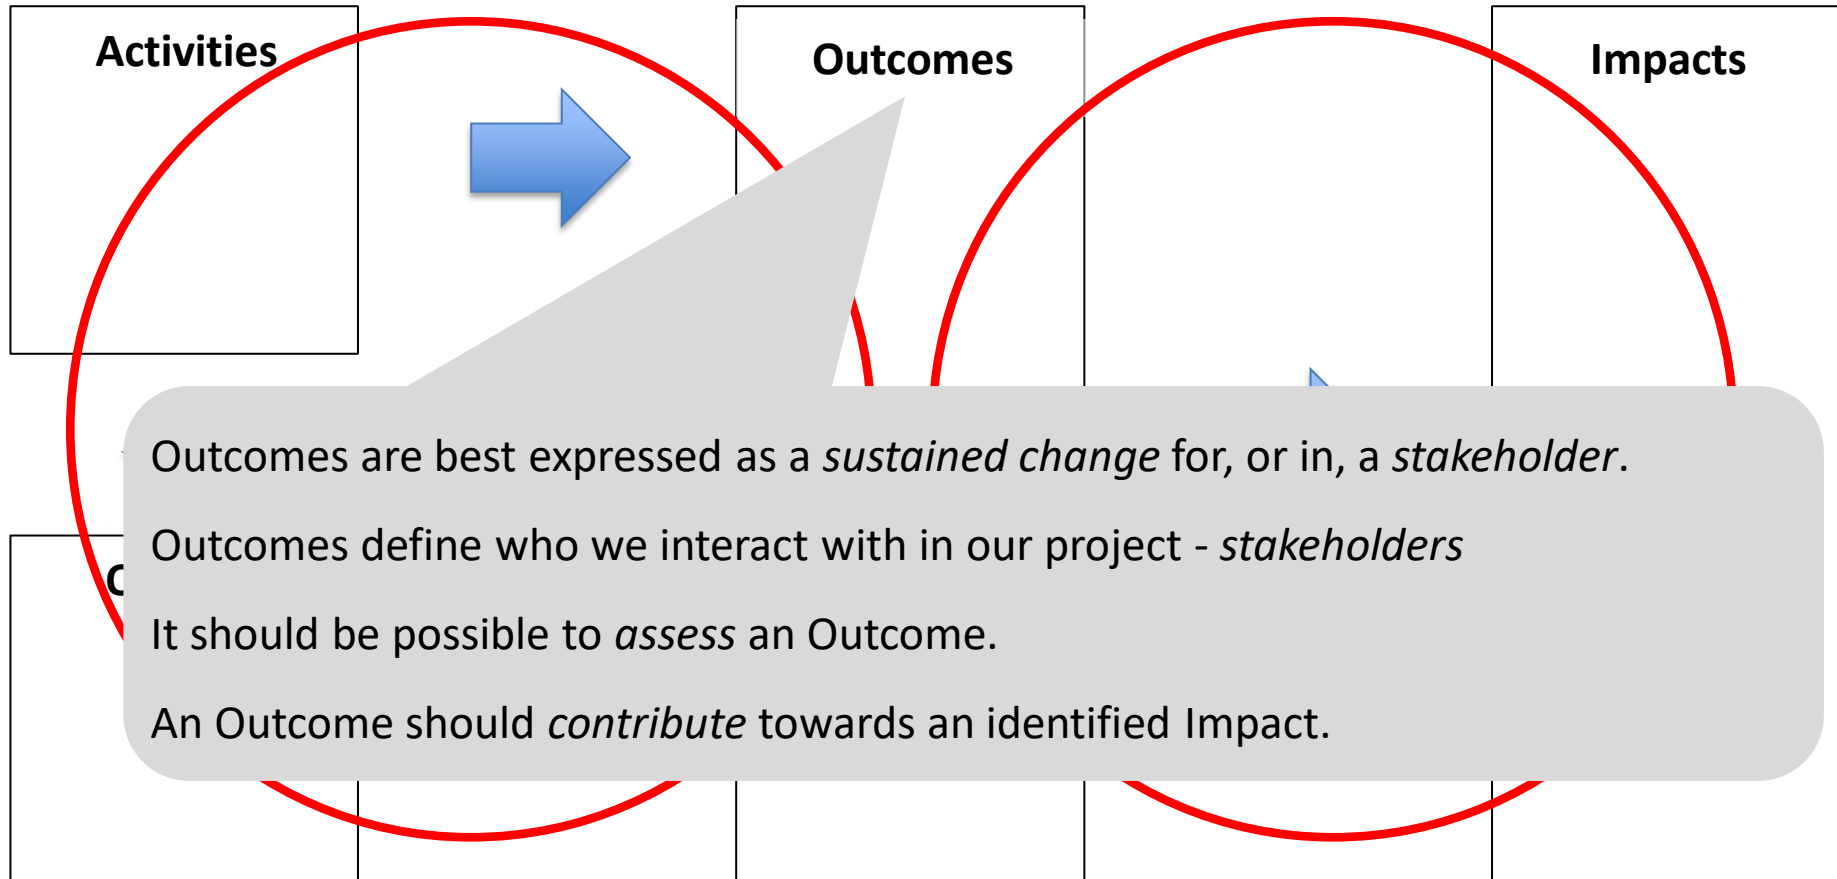 Activities
Outcomes
Impacts
Outcomes are best expressed as a sustained change for, or in, a stakeholder.
Outcomes define who we interact with in our project - stakeholders
It should be possible to assess an Outcome.
An Outcome should contribute towards an identified Impact.